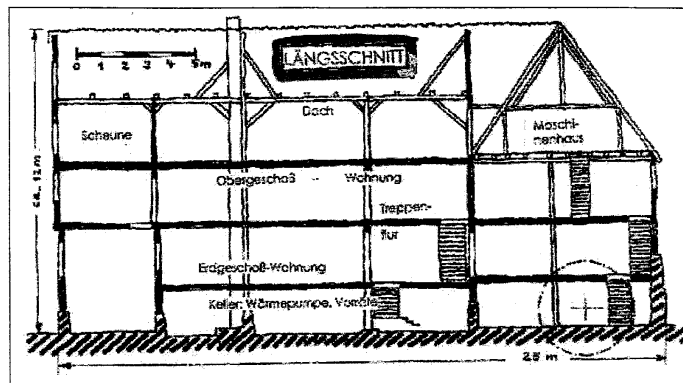 LÄNGSSCHNITT
0 1 2 3 4 5m
Dach
Scheune
Maschi-
nenhaus
ca. 12 m
Obergeschoß - Wohnung
Treppen-
flur
Erdgeschoß-Wohnung
Keller: Wärmepumpe, Vorräte
25 m